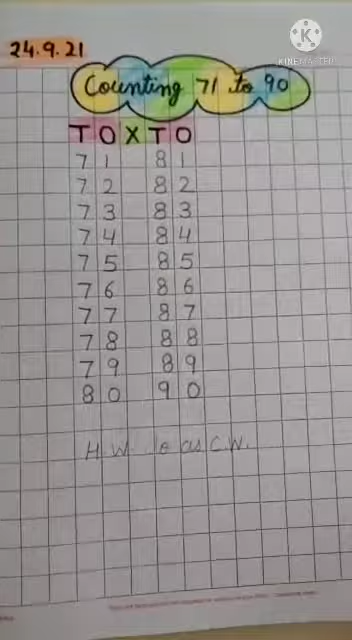 24.9.21
KINEMASTER
Counting 71 to 90
T O X T O
7 1 8 1
7 2 8 2
7 3 8 3
7 4 8 4
7 5 8 5
7 6 8 6
7 7 8 7
7 8 8 8
7 9 8 9
8 0 9 0
H.W. as C.W.